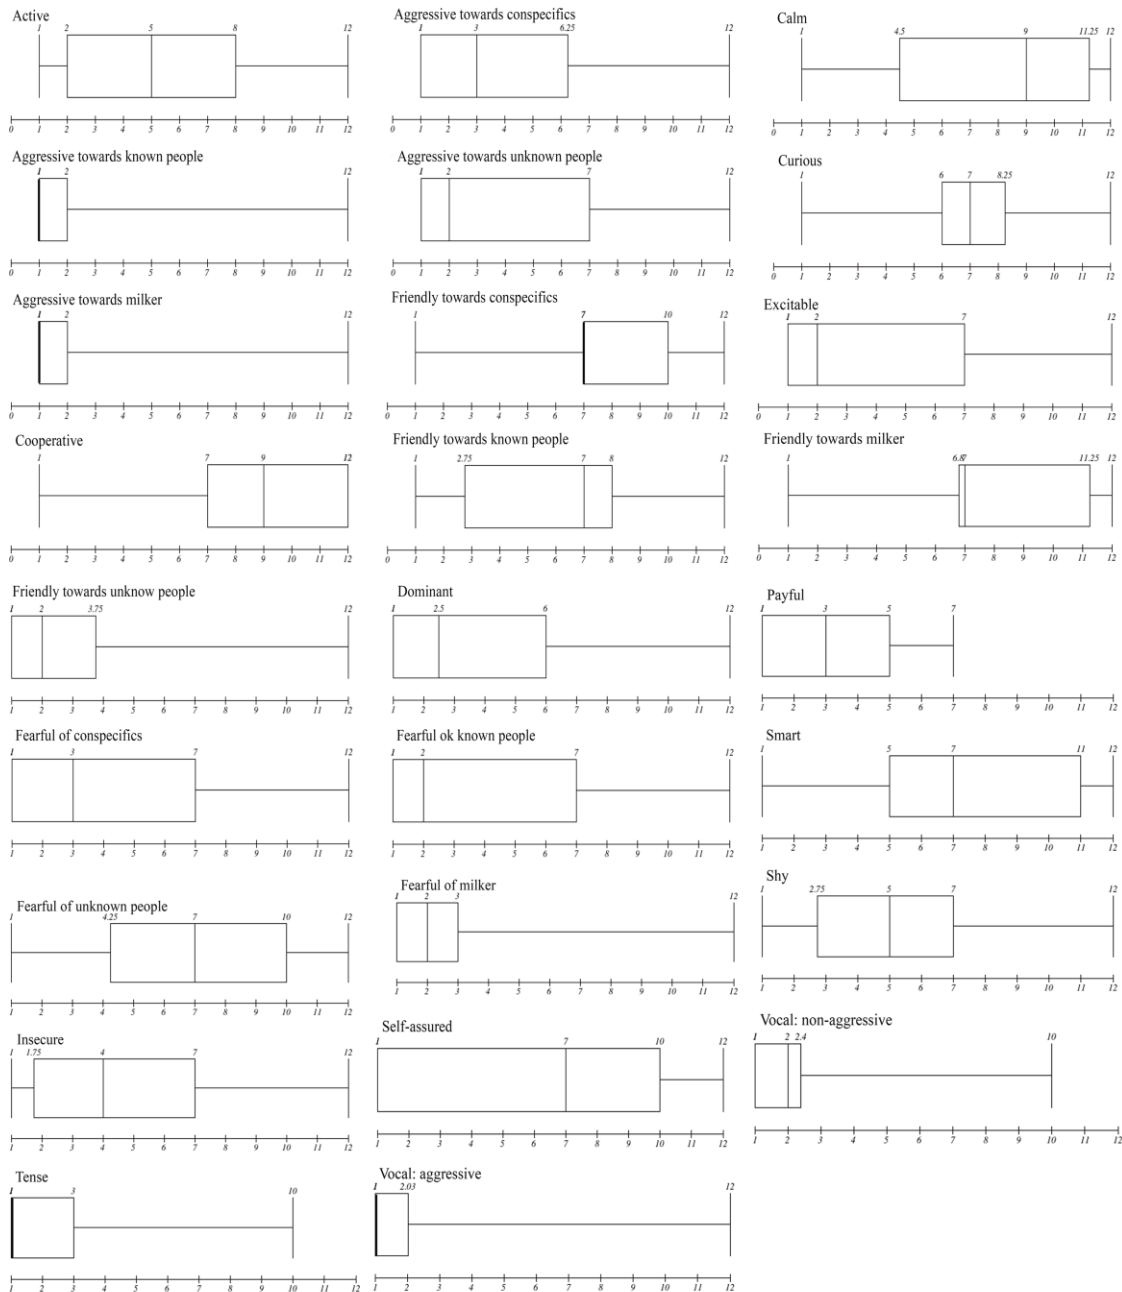 Active
1 2 5 8 12
0 1 2 3 4 5 6 7 8 9 10 11 12
Aggressive towards conspecifics
1 3 6.25 12
0 1 2 3 4 5 6 7 8 9 10 11 12
Calm
1 4.5 9 11.25 12
0 1 2 3 4 5 6 7 8 9 10 11 12
Aggressive towards known people
1 2 12
0 1 2 3 4 5 6 7 8 9 10 11 12
Aggressive towards unknown people
1 2 7 12
0 1 2 3 4 5 6 7 8 9 10 11 12
Curious
1 6 7 8.25 12
0 1 2 3 4 5 6 7 8 9 10 11 12
Aggressive towards milker
1 2 12
0 1 2 3 4 5 6 7 8 9 10 11 12
Friendly towards conspecifics
1 7 10 12
0 1 2 3 4 5 6 7 8 9 10 11 12
Excitable
1 2 7 12
0 1 2 3 4 5 6 7 8 9 10 11 12
Cooperative
1 7 9 12
0 1 2 3 4 5 6 7 8 9 10 11 12
Friendly towards known people
1 2.75 7 8 12
0 1 2 3 4 5 6 7 8 9 10 11 12
Friendly towards milker
1 6.8 7 11.25 12
0 1 2 3 4 5 6 7 8 9 10 11 12
Friendly towards unknow people
1 2 3.75 12
1 2 3 4 5 6 7 8 9 10 11 12
Dominant
1 2.5 6 12
1 2 3 4 5 6 7 8 9 10 11 12
Payful
1 3 5 7
1 2 3 4 5 6 7 8 9 10 11 12
Fearful of conspecifics
1 3 7 12
1 2 3 4 5 6 7 8 9 10 11 12
Fearful ok known people
1 2 7 12
1 2 3 4 5 6 7 8 9 10 11 12
Smart
1 5 7 11 12
1 2 3 4 5 6 7 8 9 10 11 12
Fearful of unknown people
1 4.25 7 10 12
1 2 3 4 5 6 7 8 9 10 11 12
Fearful of milker
1 2 3 12
1 2 3 4 5 6 7 8 9 10 11 12
Shy
1 2.75 5 7 12
1 2 3 4 5 6 7 8 9 10 11 12
Insecure
1 1.75 4 7 12
1 2 3 4 5 6 7 8 9 10 11 12
Self-assured
1 7 10 12
1 2 3 4 5 6 7 8 9 10 11 12
Vocal: non-aggressive
1 2 2.4 10
1 2 3 4 5 6 7 8 9 10 11 12
Tense
1 3 10
1 2 3 4 5 6 7 8 9 10 11 12
Vocal: aggressive
1 2.03 12
1 2 3 4 5 6 7 8 9 10 11 12